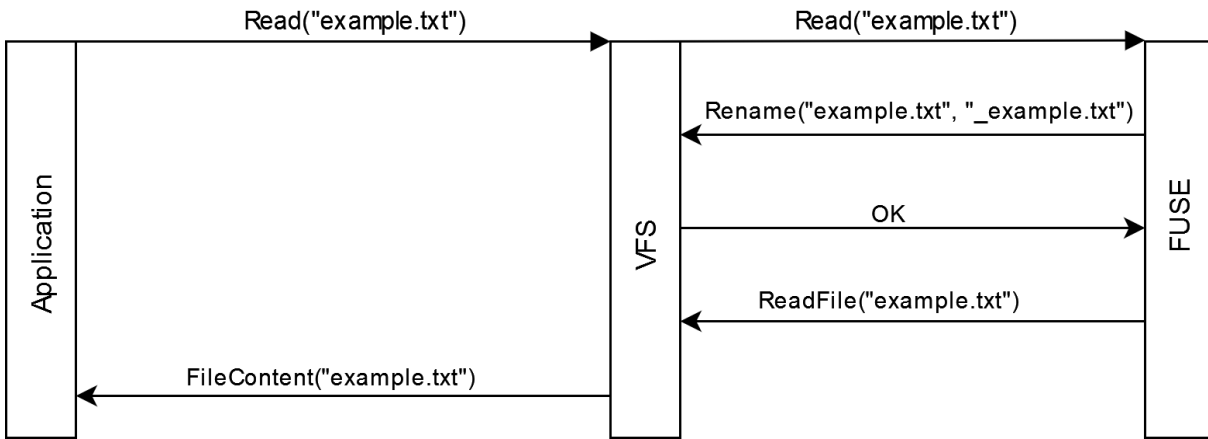 Read("example.txt")
Read("example.txt")
Rename("example.txt", "_example.txt")
Application
VFS
OK
FUSE
ReadFile("example.txt")
FileContent("example.txt")